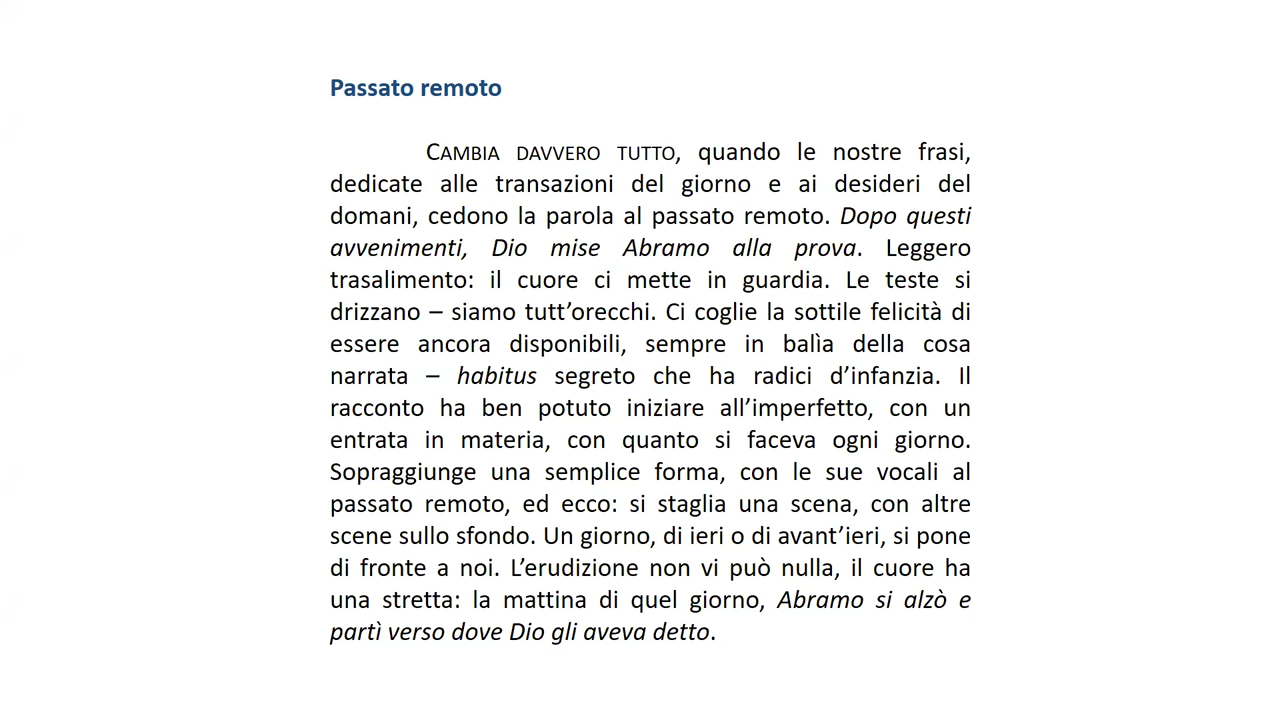 Passato remoto
CAMBIA DAVVERO TUTTO, quando le nostre frasi,
dedicate alle transazioni del giorno e ai desideri del
domani, cedono la parola al passato remoto. Dopo questi
avvenimenti, Dio mise Abramo alla prova. Leggero
trasalimento: il cuore ci mette in guardia. Le teste si
drizzano – siamo tutt’orecchi. Ci coglie la sottile felicità di
essere ancora disponibili, sempre in balìa della cosa
narrata – habitus segreto che ha radici d’infanzia. Il
racconto ha ben potuto iniziare all’imperfetto, con un
entrata in materia, con quanto si faceva ogni giorno.
Sopraggiunge una semplice forma, con le sue vocali al
passato remoto, ed ecco: si staglia una scena, con altre
scene sullo sfondo. Un giorno, di ieri o di avant’ieri, si pone
di fronte a noi. L’erudizione non vi può nulla, il cuore ha
una stretta: la mattina di quel giorno, Abramo si alzò e
partì verso dove Dio gli aveva detto.